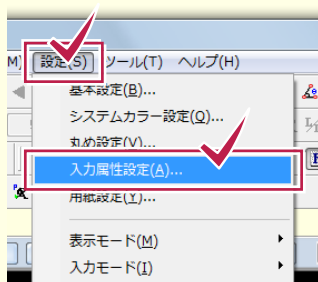 M) 設定(S) ツール(T) ヘルプ(H)
基本設定(B)...
システムカラー設定(Q)...
丸め設定(V)...
入力属性設定(A)...
用紙設定(Y)...
表示モード(M)
入力モード(I)